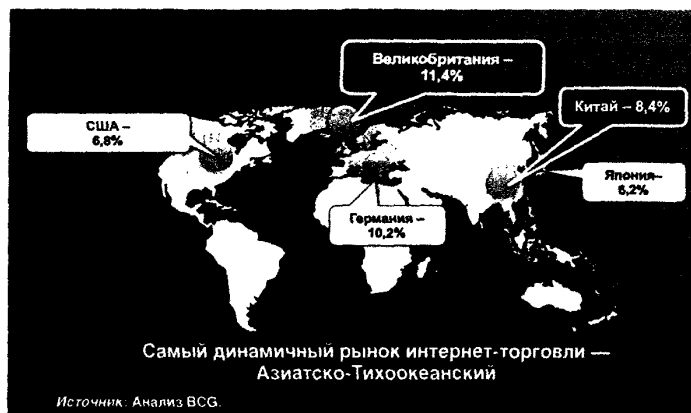 Великобритания –
11,4%
Китай – 8,4%
США –
6,8%
Япония–
6,2%
Германия –
10,2%
Самый динамичный рынок интернет-торговли —
Азиатско-Тихоокеанский
Источник: Анализ BCG.